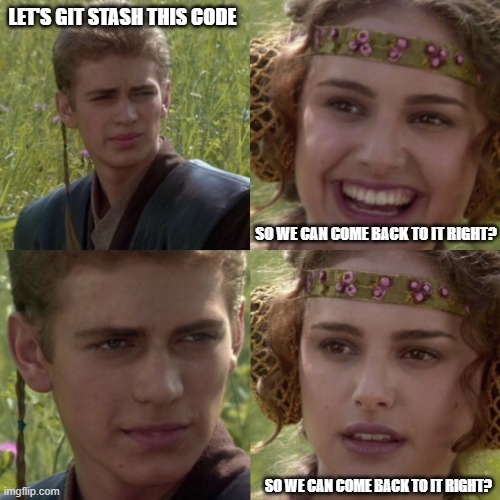 LET'S GIT STASH THIS CODE
SO WE CAN COME BACK TO IT RIGHT?
SO WE CAN COME BACK TO IT RIGHT?
imgflip.com